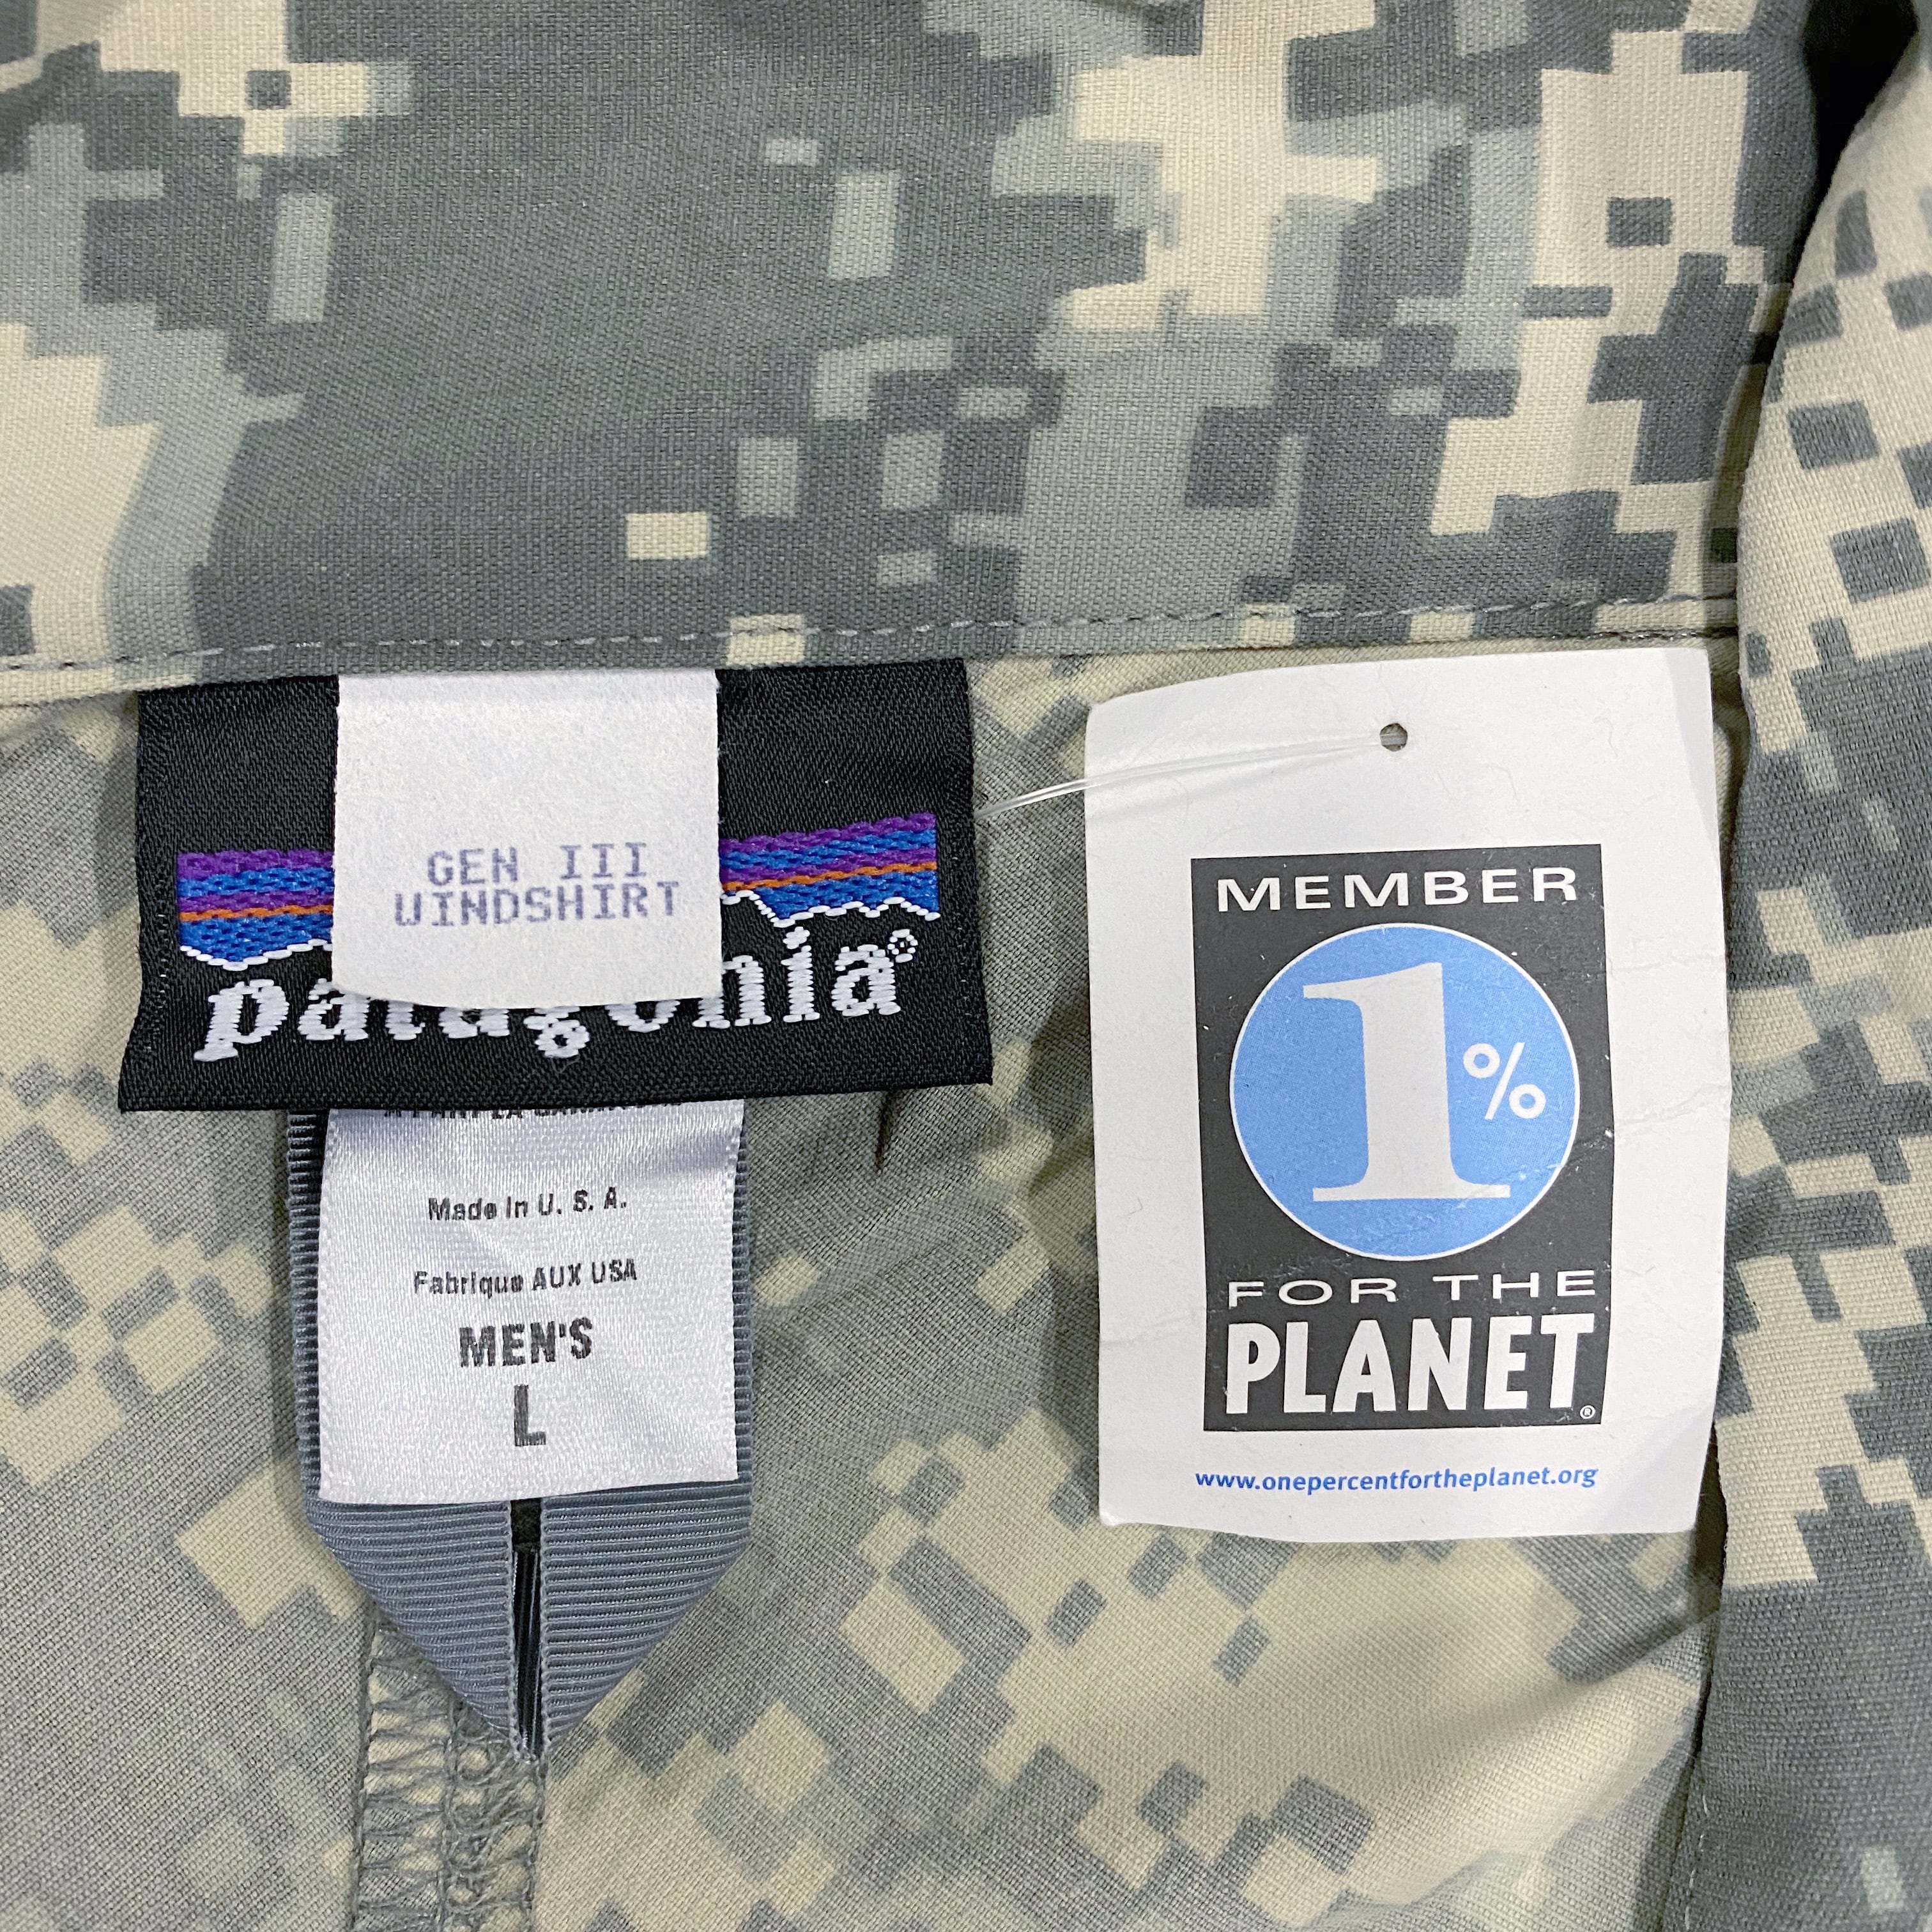 GEN III
WINDSHIRT
patagonia®
Made in U. S. A.
Fabrique AUX USA
MEN'S
L
MEMBER
1%
FOR THE
PLANET®
www.onepercentfortheplanet.org